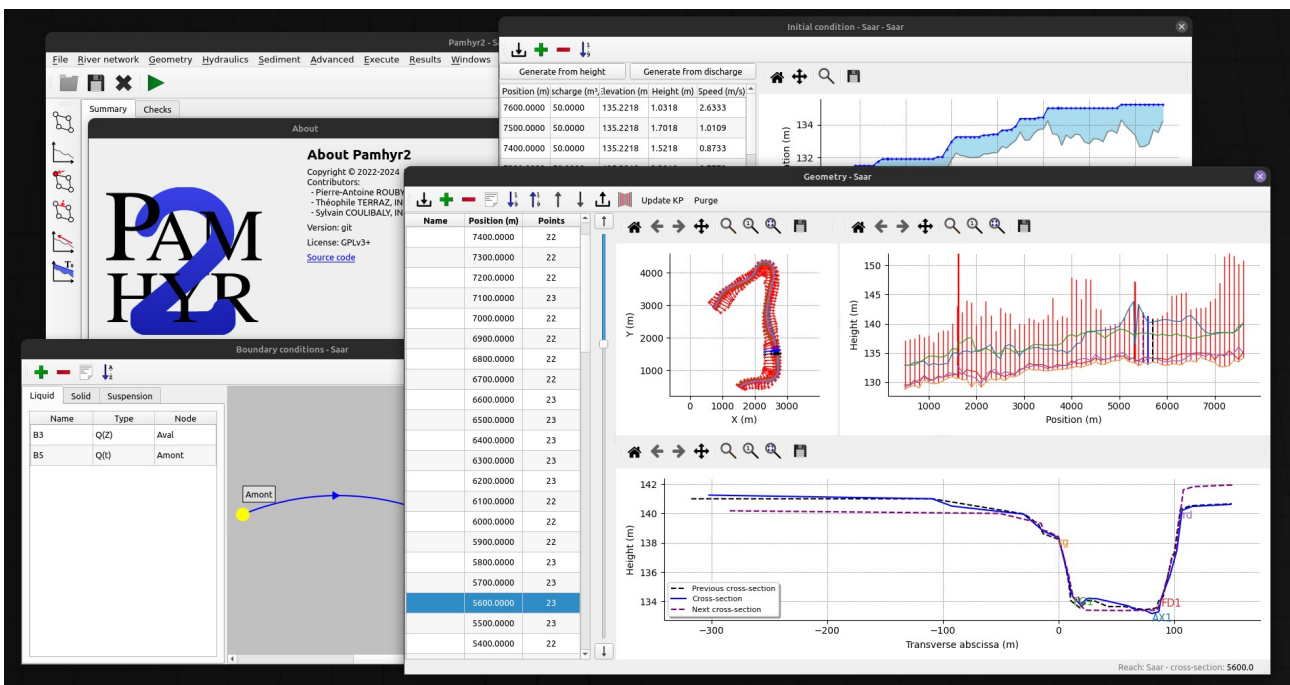 Initial condition - Saar - Saar
Pamhyr2 - S
File River network Geometry Hydraulics Sediment Advanced Execute Results Windows
Generate from height Generate from discharge
Position (m) scharge (m³, Elevation (m Height (m) Speed (m/s)
7600.0000 50.0000 135.2218 1.0318 2.6333
7500.0000 50.0000 135.2218 1.7018 1.0109
7400.0000 50.0000 135.2218 1.5218 0.8733
134
132
ation (m)
Summary Checks
About
PAMHYR
2
About Pamhyr2
Copyright © 2022-2024
Contributors:
- Pierre-Antoine ROUBY
- Théophile TERRAZ, IN
- Sylvain COULIBALY, IN
Version: git
License: GPLv3+
Source code
Geometry - Saar
Update KP Purge
Name Position (m) Points
7400.0000 22
7300.0000 22
7200.0000 22
7100.0000 23
7000.0000 22
6900.0000 22
6800.0000 22
6700.0000 22
6600.0000 23
6500.0000 23
6400.0000 23
6300.0000 23
6200.0000 23
6100.0000 22
6000.0000 22
5900.0000 22
5800.0000 23
5700.0000 23
5600.0000 23
5500.0000 23
5400.0000 22
4000
3000
2000
1000
Y (m)
0 1000 2000 3000
X (m)
150
145
140
135
130
Height (m)
1000 2000 3000 4000 5000 6000 7000
Position (m)
142
140
138
136
134
Height (m)
rg
rd
FD1
AX1
Previous cross-section
Cross-section
Next cross-section
−300 −200 −100 0 100
Transverse abscissa (m)
Reach: Saar - cross-section: 5600.0
Boundary conditions - Saar
Liquid Solid Suspension
Name Type Node
B3 Q(Z) Aval
B5 Q(t) Amont
Amont